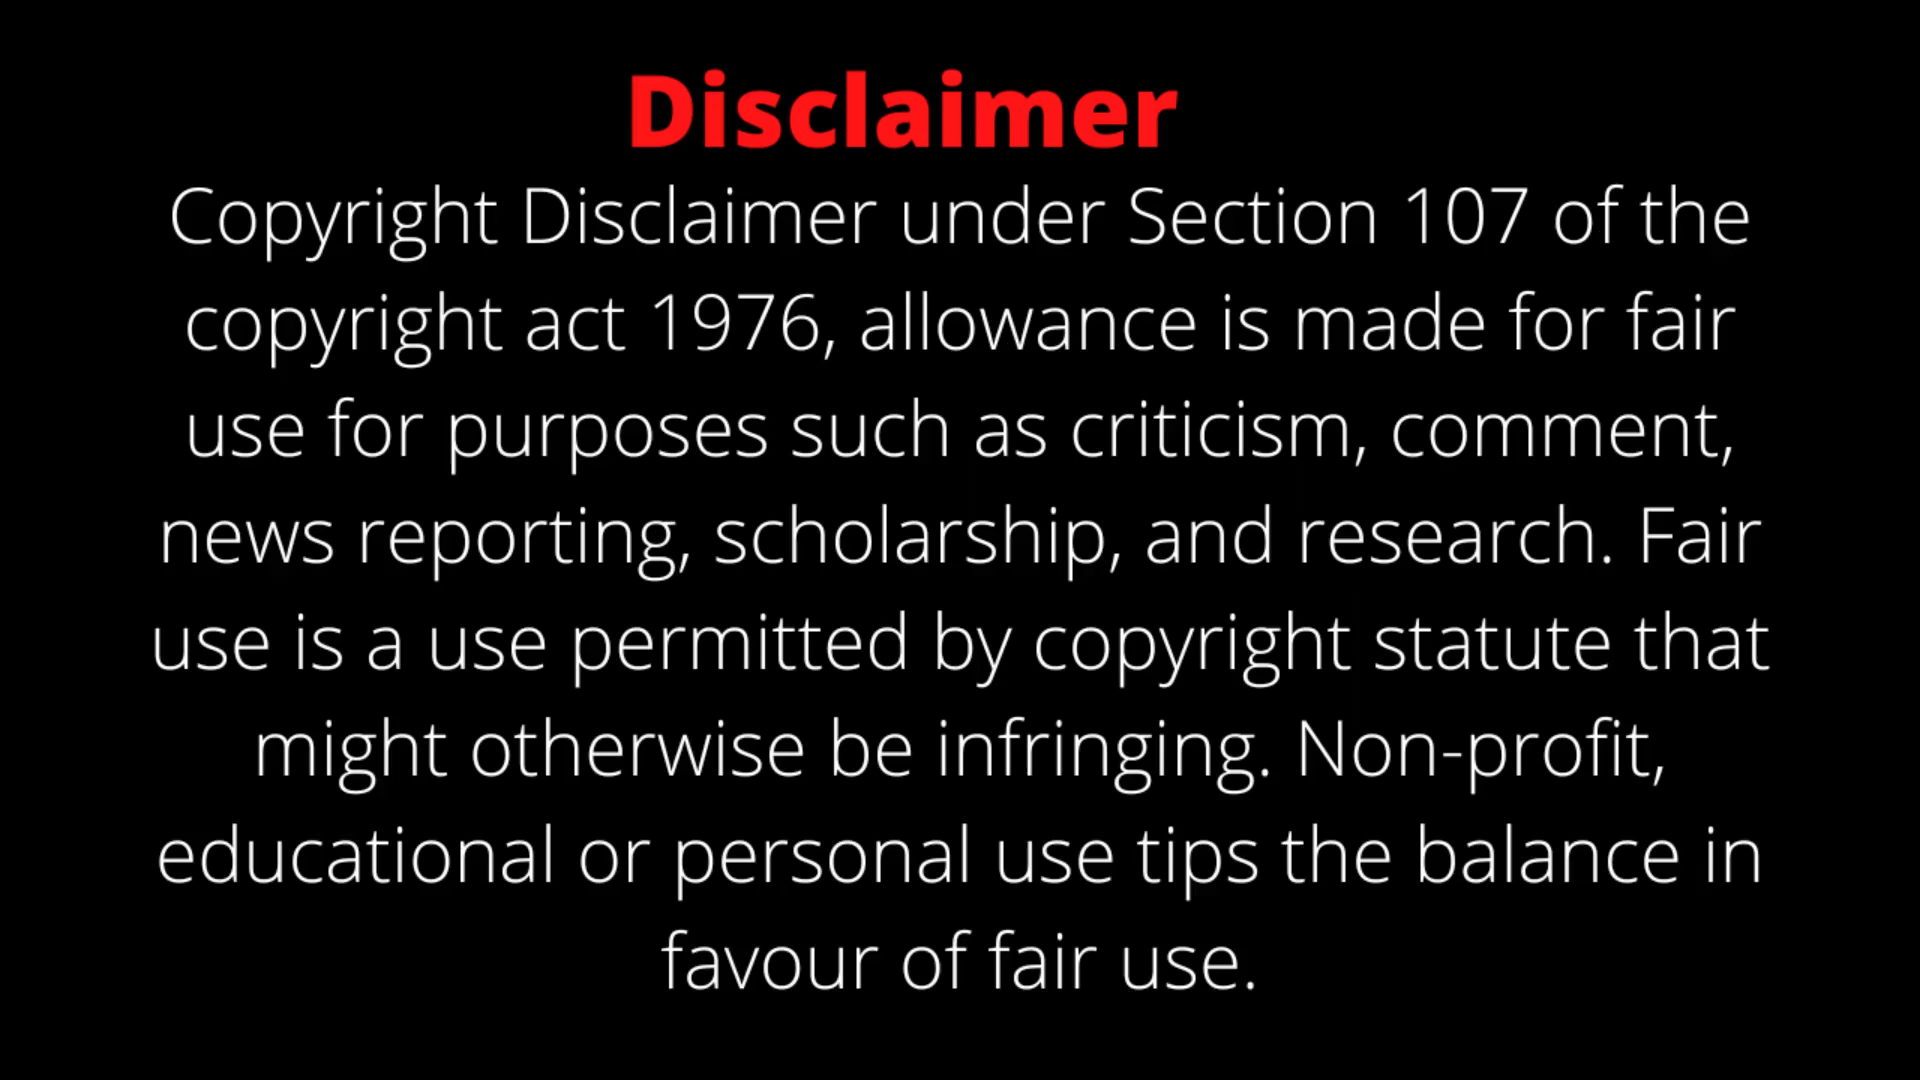 Disclaimer
Copyright Disclaimer under Section 107 of the
copyright act 1976, allowance is made for fair
use for purposes such as criticism, comment,
news reporting, scholarship, and research. Fair
use is a use permitted by copyright statute that
might otherwise be infringing. Non-profit,
educational or personal use tips the balance in
favour of fair use.